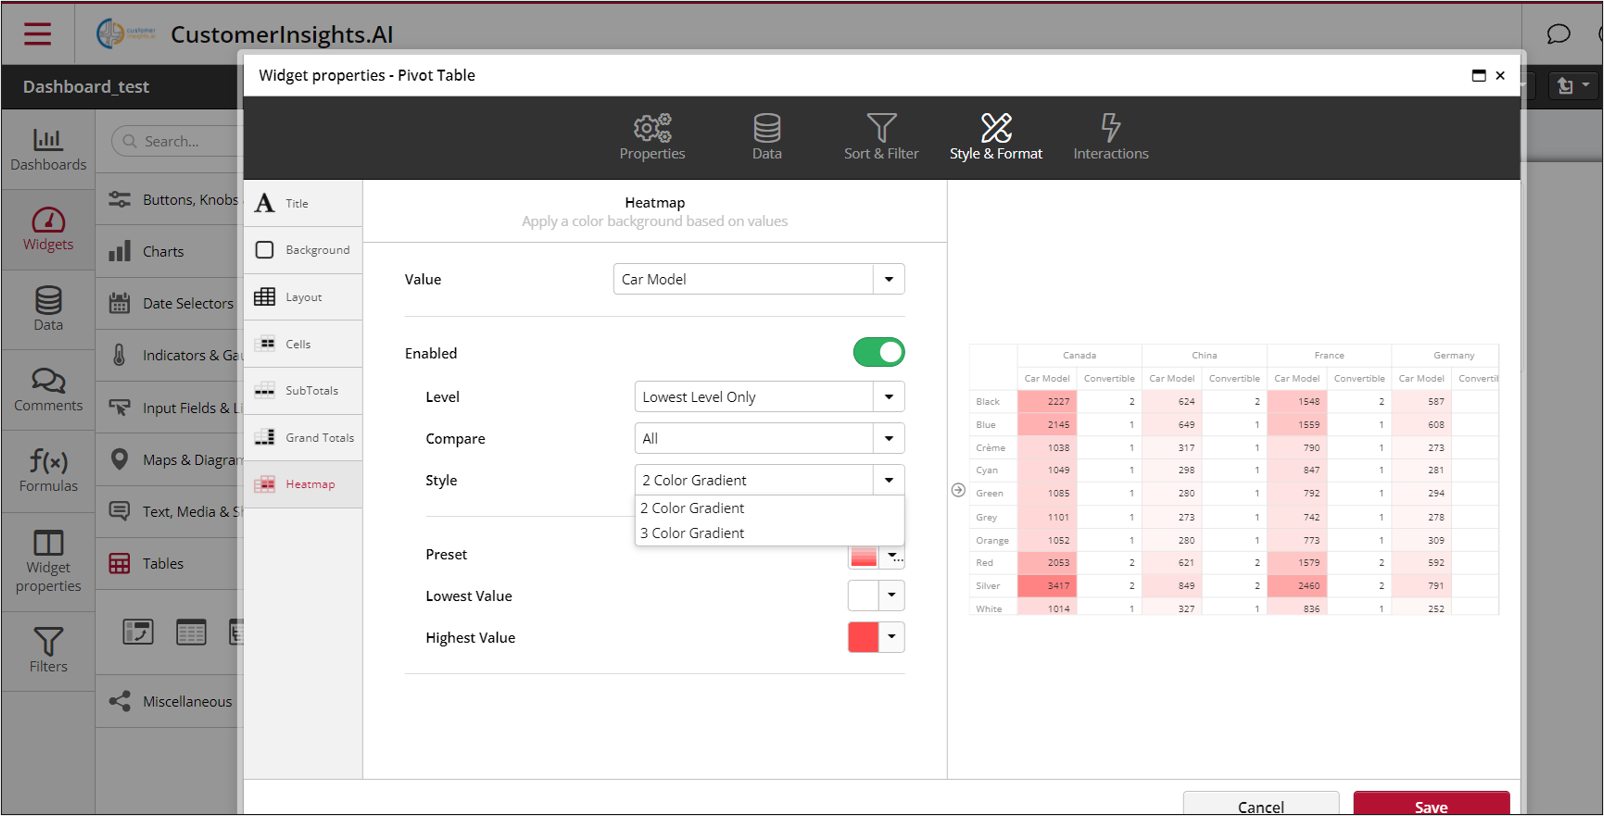 customer
insights.ai
CustomerInsights.AI
Dashboard_test
Widget properties - Pivot Table
Properties
Data
Sort & Filter
Style & Format
Interactions
Dashboards
Widgets
Data
Comments
f(x)
Formulas
Widget
properties
Filters
Search...
Buttons, Knobs
Charts
Date Selectors
Indicators & Gau
Input Fields & Li
Maps & Diagram
Text, Media & Sh
Tables
Miscellaneous
A Title
Background
Layout
Cells
SubTotals
Grand Totals
Heatmap
Heatmap
Apply a color background based on values
Value Car Model
Enabled
Level Lowest Level Only
Compare All
Style 2 Color Gradient
2 Color Gradient
3 Color Gradient
Preset ...
Lowest Value
Highest Value
Canada China France Germany
Car Model Convertible Car Model Convertible Car Model Convertible Car Model Convertil
Black 2227 2 624 2 1548 2 587
Blue 2145 1 649 1 1559 1 608
Crème 1038 1 317 1 790 1 273
Cyan 1049 1 298 1 847 1 281
Green 1085 1 280 1 792 1 294
Grey 1101 1 273 1 742 1 278
Orange 1052 1 280 1 773 1 309
Red 2053 2 621 2 1579 2 592
Silver 3417 2 849 2 2460 2 791
White 1014 1 327 1 836 1 252
Cancel
Save